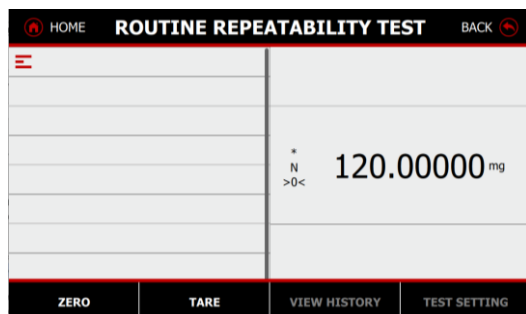 HOME ROUTINE REPEATABILITY TEST BACK
*
N
>0<
120.00000 mg
ZERO TARE VIEW HISTORY TEST SETTING